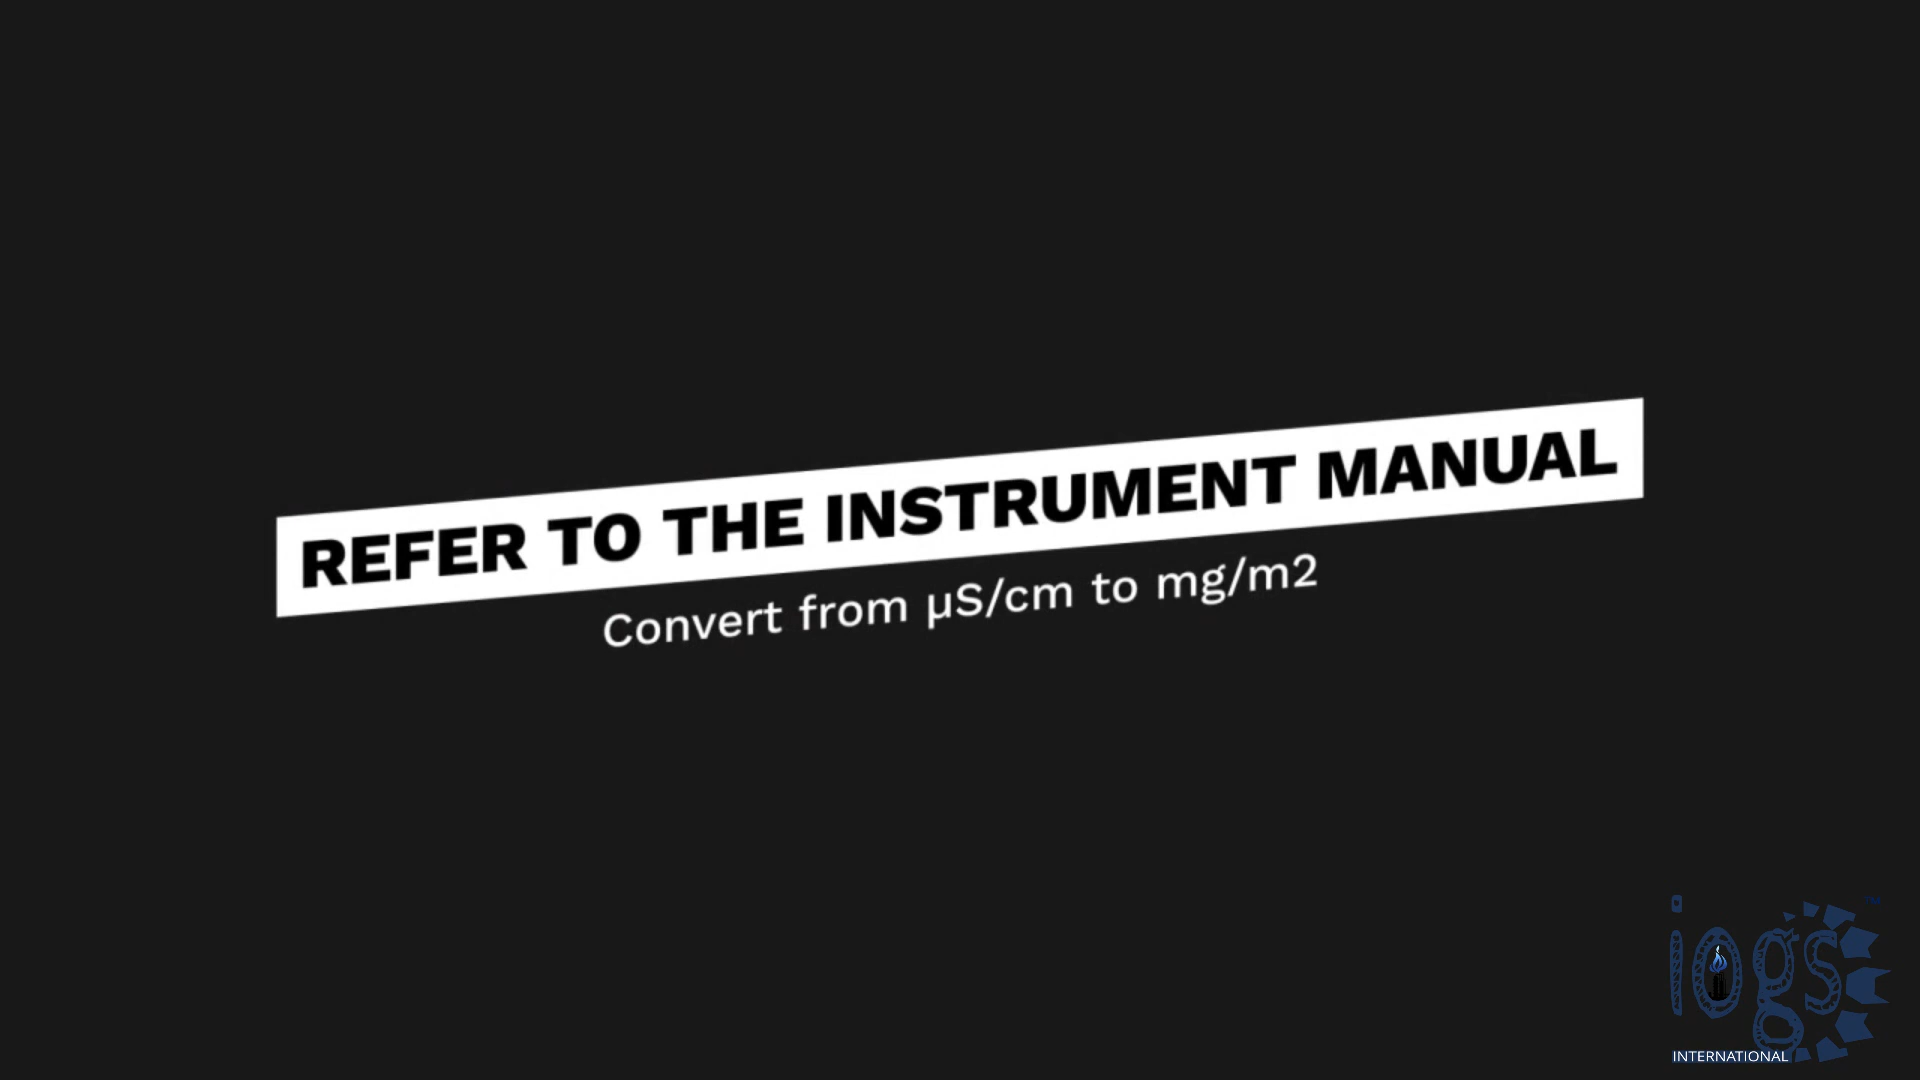 REFER TO THE INSTRUMENT MANUAL
Convert from µS/cm to mg/m2
iogs
INTERNATIONAL